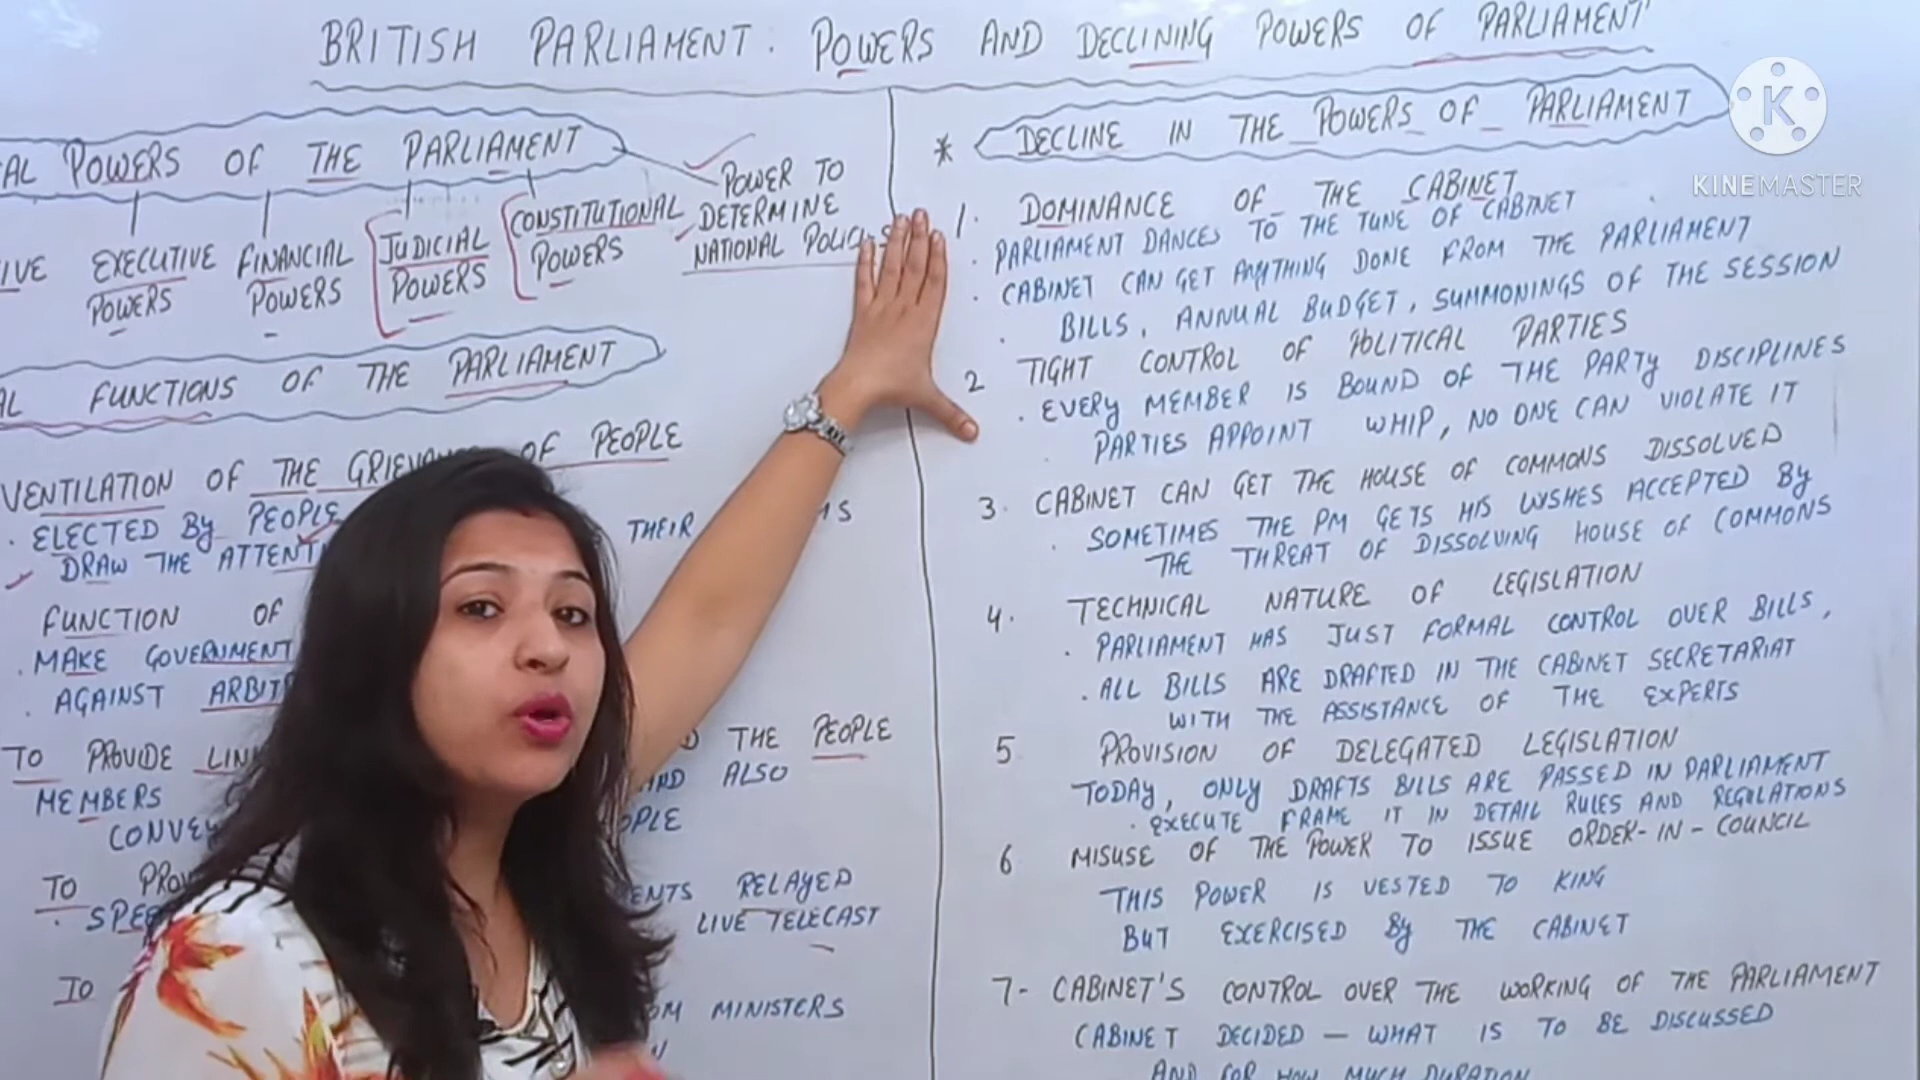 BRITISH PARLIAMENT: POWERS AND DECLINING POWERS OF PARLIAMENT
AL POWERS OF THE PARLIAMENT
IVE
EXECUTIVE POWERS
FINANCIAL POWERS
JUDICIAL POWERS
CONSTITUTIONAL POWERS
POWER TO
DETERMINE
NATIONAL
AL FUNCTIONS OF THE PARLIAMENT
VENTILATION OF THE OF PEOPLE
. ELECTED BY PEOPLE THEIR
DRAW THE
FUNCTION OF
. MAKE GOVERNMENT
. AGAINST
TO PROVIDE THE PEOPLE
MEMBERS AND ALSO
TO RELAYED
. LIVE TELECAST
TO
MINISTERS
* DECLINE IN THE POWERS OF PARLIAMENT
1. DOMINANCE OF THE CABINET
. PARLIAMENT DANCES TO THE TUNE OF CABINET
. CABINET CAN GET ANYTHING DONE FROM THE PARLIAMENT
. BILLS, ANNUAL BUDGET, SUMMONINGS OF THE SESSION
2 TIGHT CONTROL OF POLITICAL PARTIES
. EVERY MEMBER IS BOUND OF THE PARTY DISCIPLINES
. PARTIES APPOINT WHIP, NO ONE CAN VIOLATE IT
3. CABINET CAN GET THE HOUSE OF COMMONS DISSOLVED
. SOMETIMES THE PM GETS HIS WISHES ACCEPTED BY
THE THREAT OF DISSOLVING HOUSE OF COMMONS
4. TECHNICAL NATURE OF LEGISLATION
. PARLIAMENT HAS JUST FORMAL CONTROL OVER BILLS,
. ALL BILLS ARE DRAFTED IN THE CABINET SECRETARIAT
WITH THE ASSISTANCE OF THE EXPERTS
5 PROVISION OF DELEGATED LEGISLATION
TODAY, ONLY DRAFTS BILLS ARE PASSED IN PARLIAMENT
. EXECUTE FRAME IT IN DETAIL RULES AND REGULATIONS
6 MISUSE OF THE POWER TO ISSUE ORDER-IN-COUNCIL
THIS POWER IS VESTED TO KING
BUT EXERCISED BY THE CABINET
7- CABINET'S CONTROL OVER THE WORKING OF THE PARLIAMENT
CABINET DECIDED - WHAT IS TO BE DISCUSSED
AND FOR HOW MUCH DURATION
K
KINEMASTER